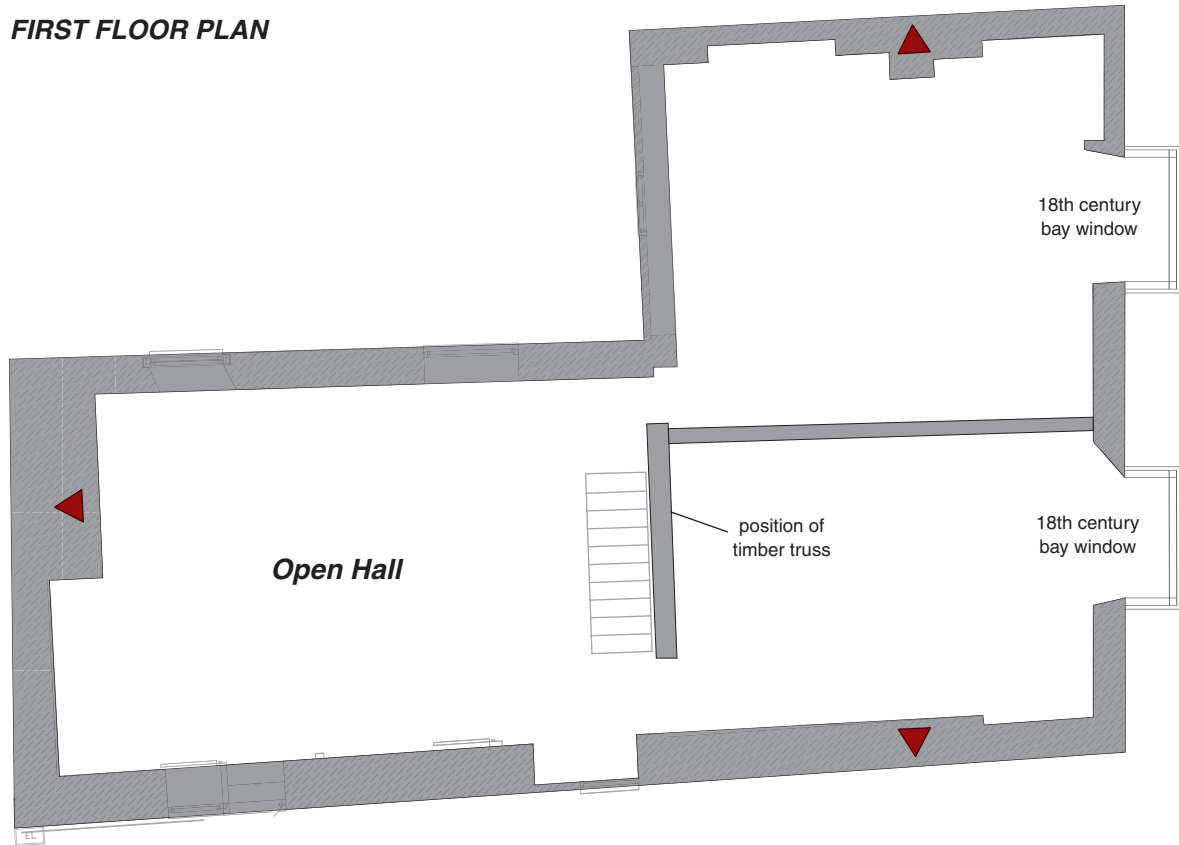 FIRST FLOOR PLAN
18th century
bay window
position of
timber truss
18th century
bay window
Open Hall